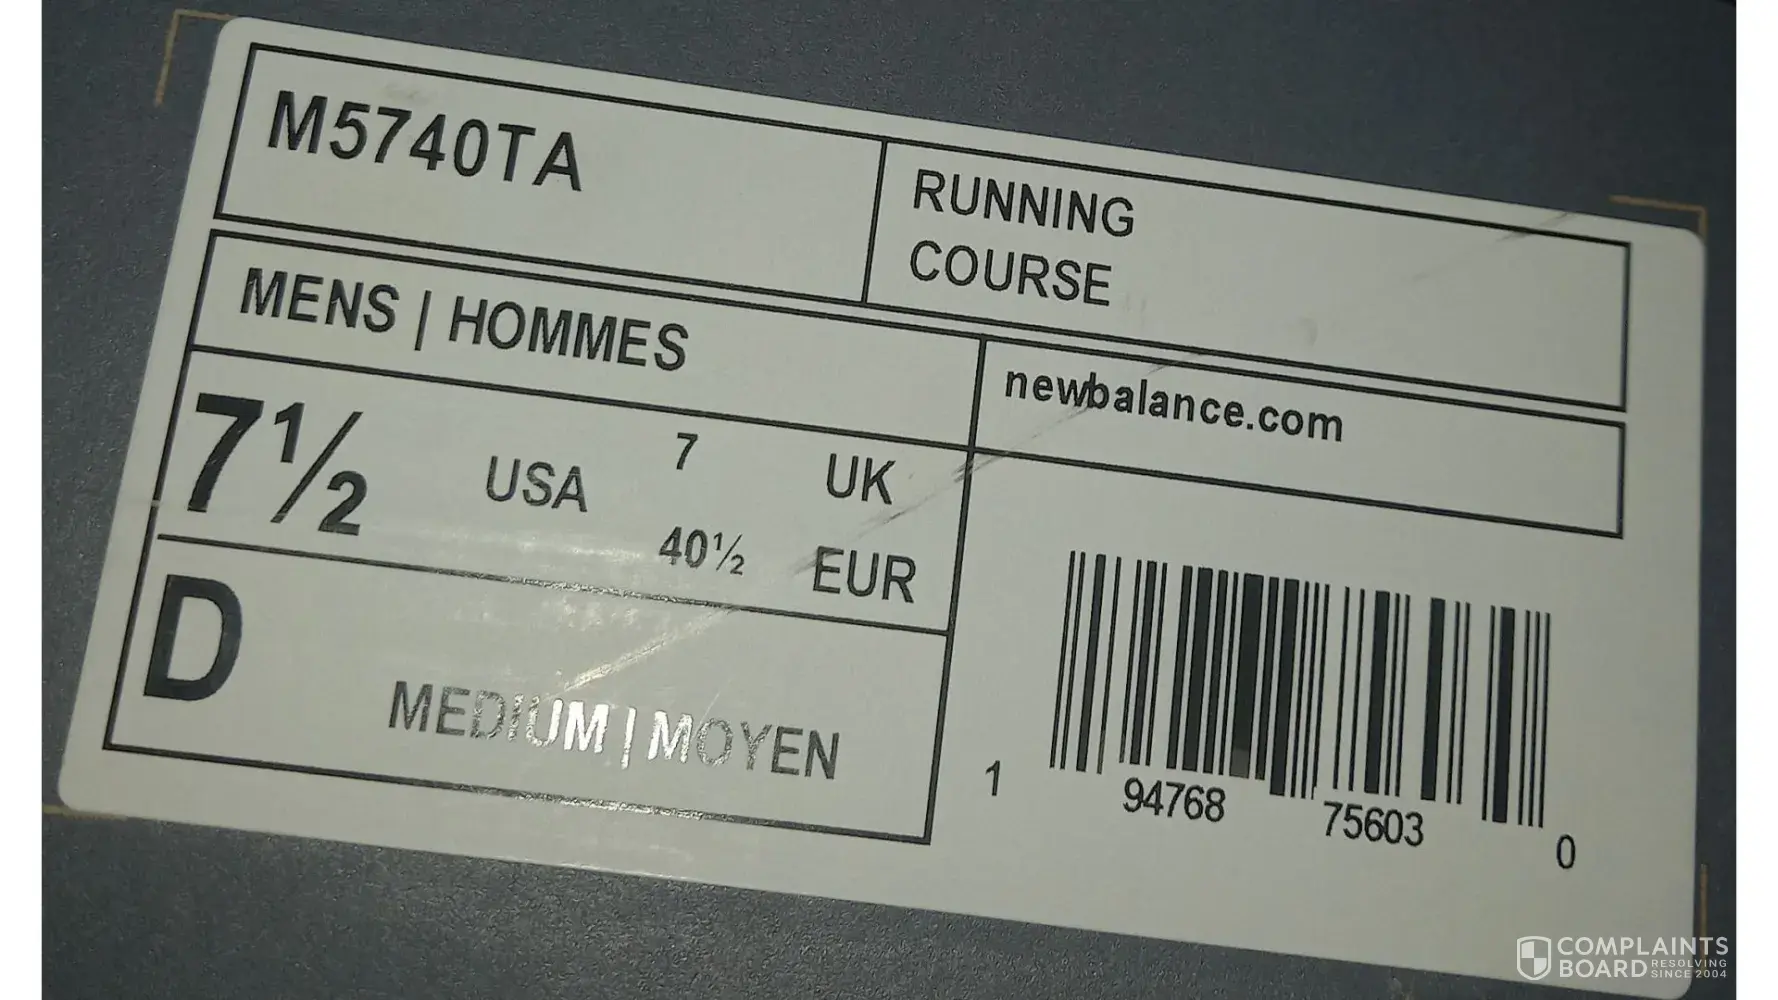 M5740TA
RUNNING
COURSE
MENS | HOMMES
newbalance.com
7½ USA 7 UK
40½ EUR
D
MEDIUM | MOYEN
1 94768 75603 0
COMPLAINTS
BOARD RESOLVING
SINCE 2004